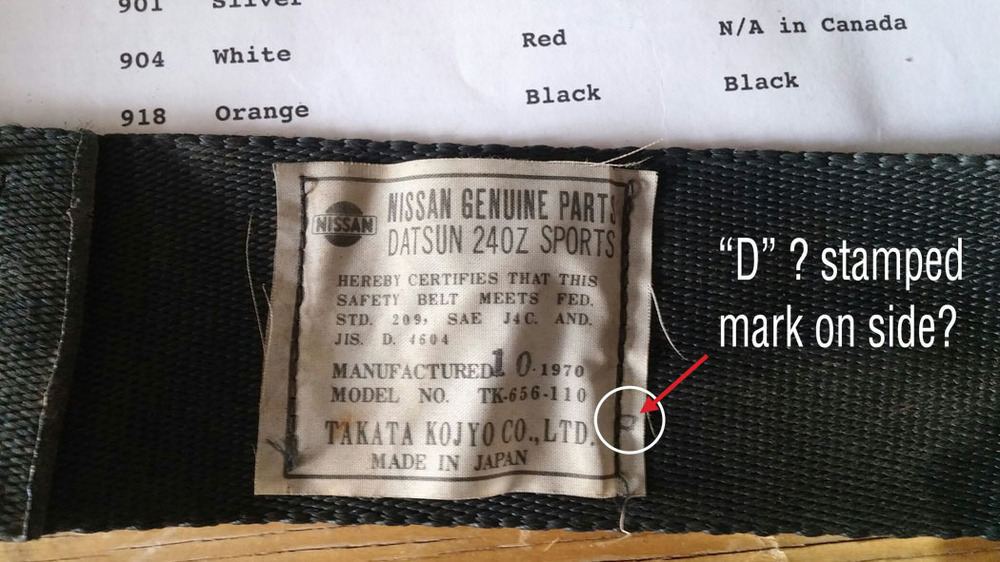 901 Silver
904 White Red N/A in Canada
918 Orange Black Black
NISSAN
NISSAN GENUINE PARTS
DATSUN 240Z SPORTS
HEREBY CERTIFIES THAT THIS
SAFETY BELT MEETS FED.
STD. 209, SAE J4C. AND.
JIS. D. 4604
MANUFACTURED 10.1970
MODEL NO. TK-656-110
TAKATA KOJYO CO., LTD.
MADE IN JAPAN
“D” ? stamped
mark on side?